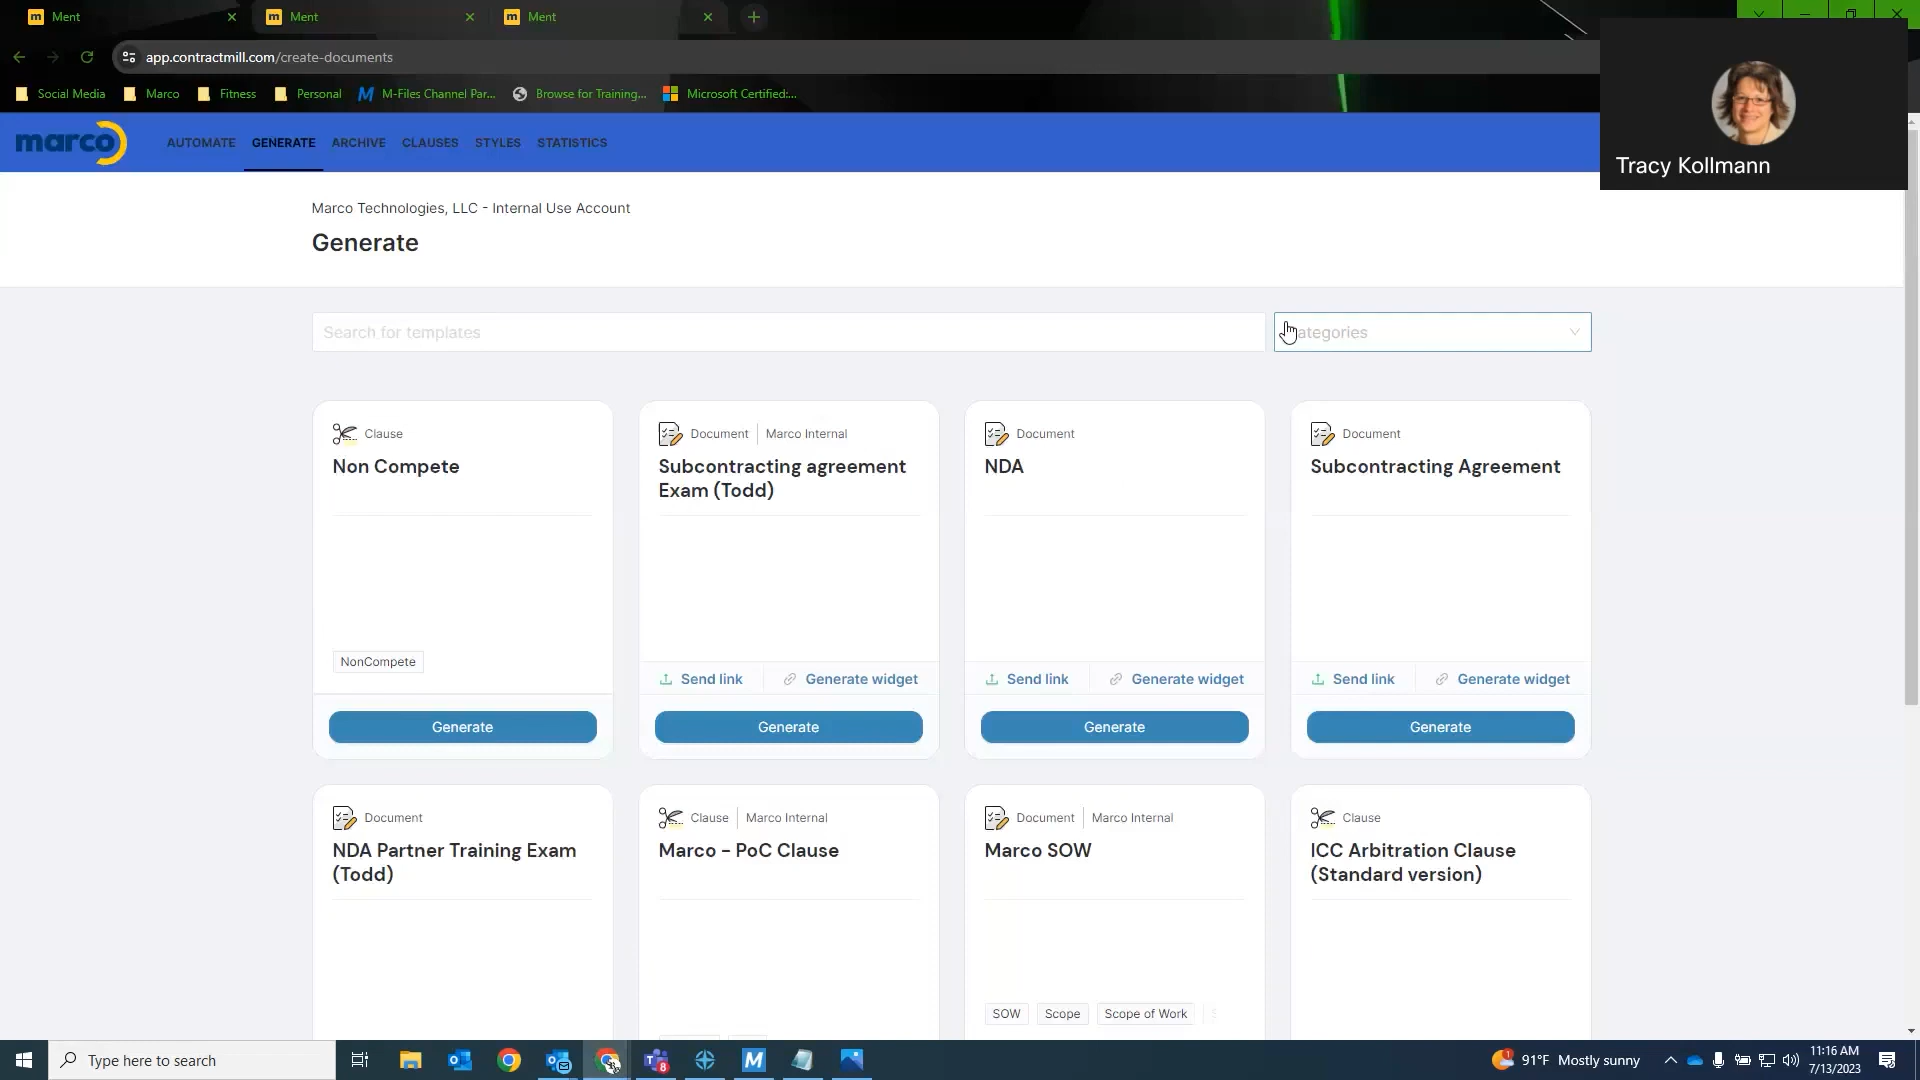 Ment
Ment
Ment
app.contractmill.com/create-documents
Social Media
Marco
Fitness
Personal
M-Files Channel Par...
Browse for Training...
Microsoft Certified:...
marco
AUTOMATE
GENERATE
ARCHIVE
CLAUSES
STYLES
STATISTICS
Tracy Kollmann
Marco Technologies, LLC - Internal Use Account
Generate
Search for templates
ategories
Clause
Non Compete
NonCompete
Generate
Document
Marco Internal
Subcontracting agreement
Exam (Todd)
Send link
Generate widget
Generate
Document
NDA
Send link
Generate widget
Generate
Document
Subcontracting Agreement
Send link
Generate widget
Generate
Document
NDA Partner Training Exam
(Todd)
Clause
Marco Internal
Marco - PoC Clause
Document
Marco Internal
Marco SOW
SOW
Scope
Scope of Work
Clause
ICC Arbitration Clause
(Standard version)
Type here to search
8
1
91°F Mostly sunny
11:16 AM
7/13/2023